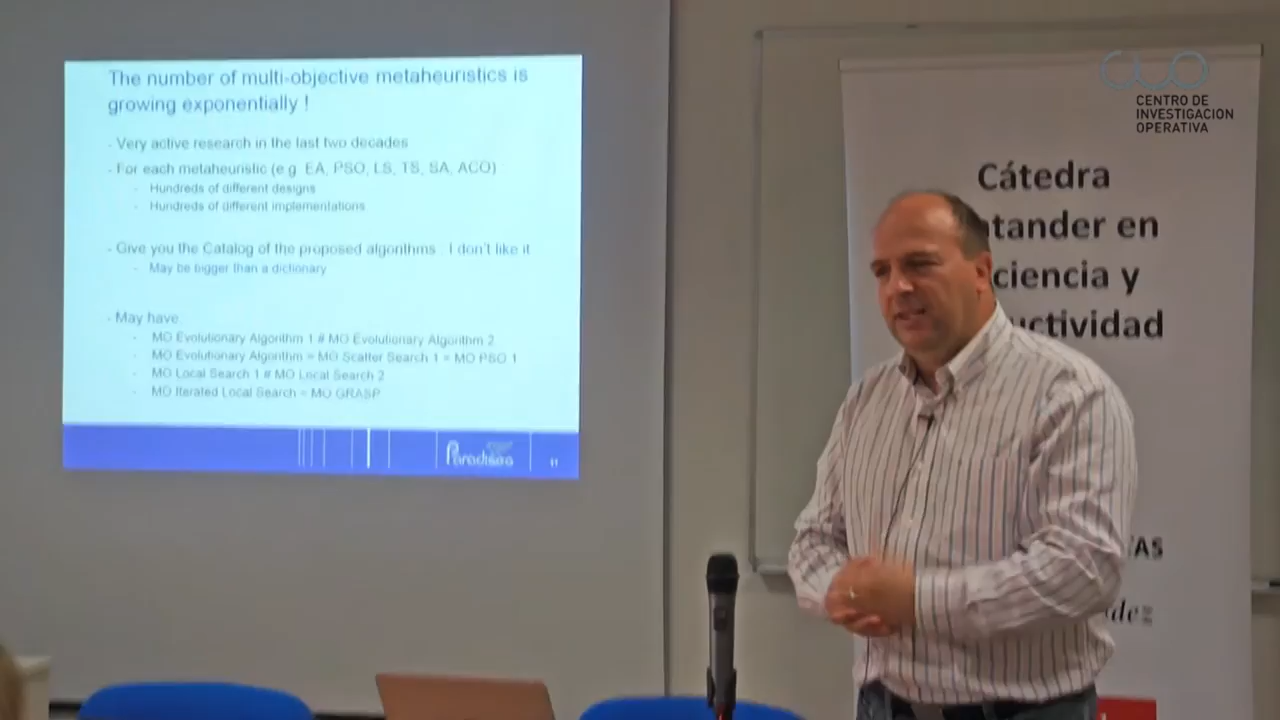 The number of multi-objective metaheuristics is
growing exponentially !
- Very active research in the last two decades
- For each metaheuristic (e.g. EA, PSO, LS, TS, SA, ACO)
- Hundreds of different designs
- Hundreds of different implementations
- Give you the Catalog of the proposed algorithms : I don't like it
- May be bigger than a dictionary
- May have:
- MO Evolutionary Algorithm 1 # MO Evolutionary Algorithm 2
- MO Evolutionary Algorithm = MO Scatter Search 1 = MO PSO 1
- MO Local Search 1 # MO Local Search 2
- MO Iterated Local Search = MO GRASP
11
CIO
CENTRO DE
INVESTIGACION
OPERATIVA
Cátedra
ntander en
ciencia y
uctividad
AS